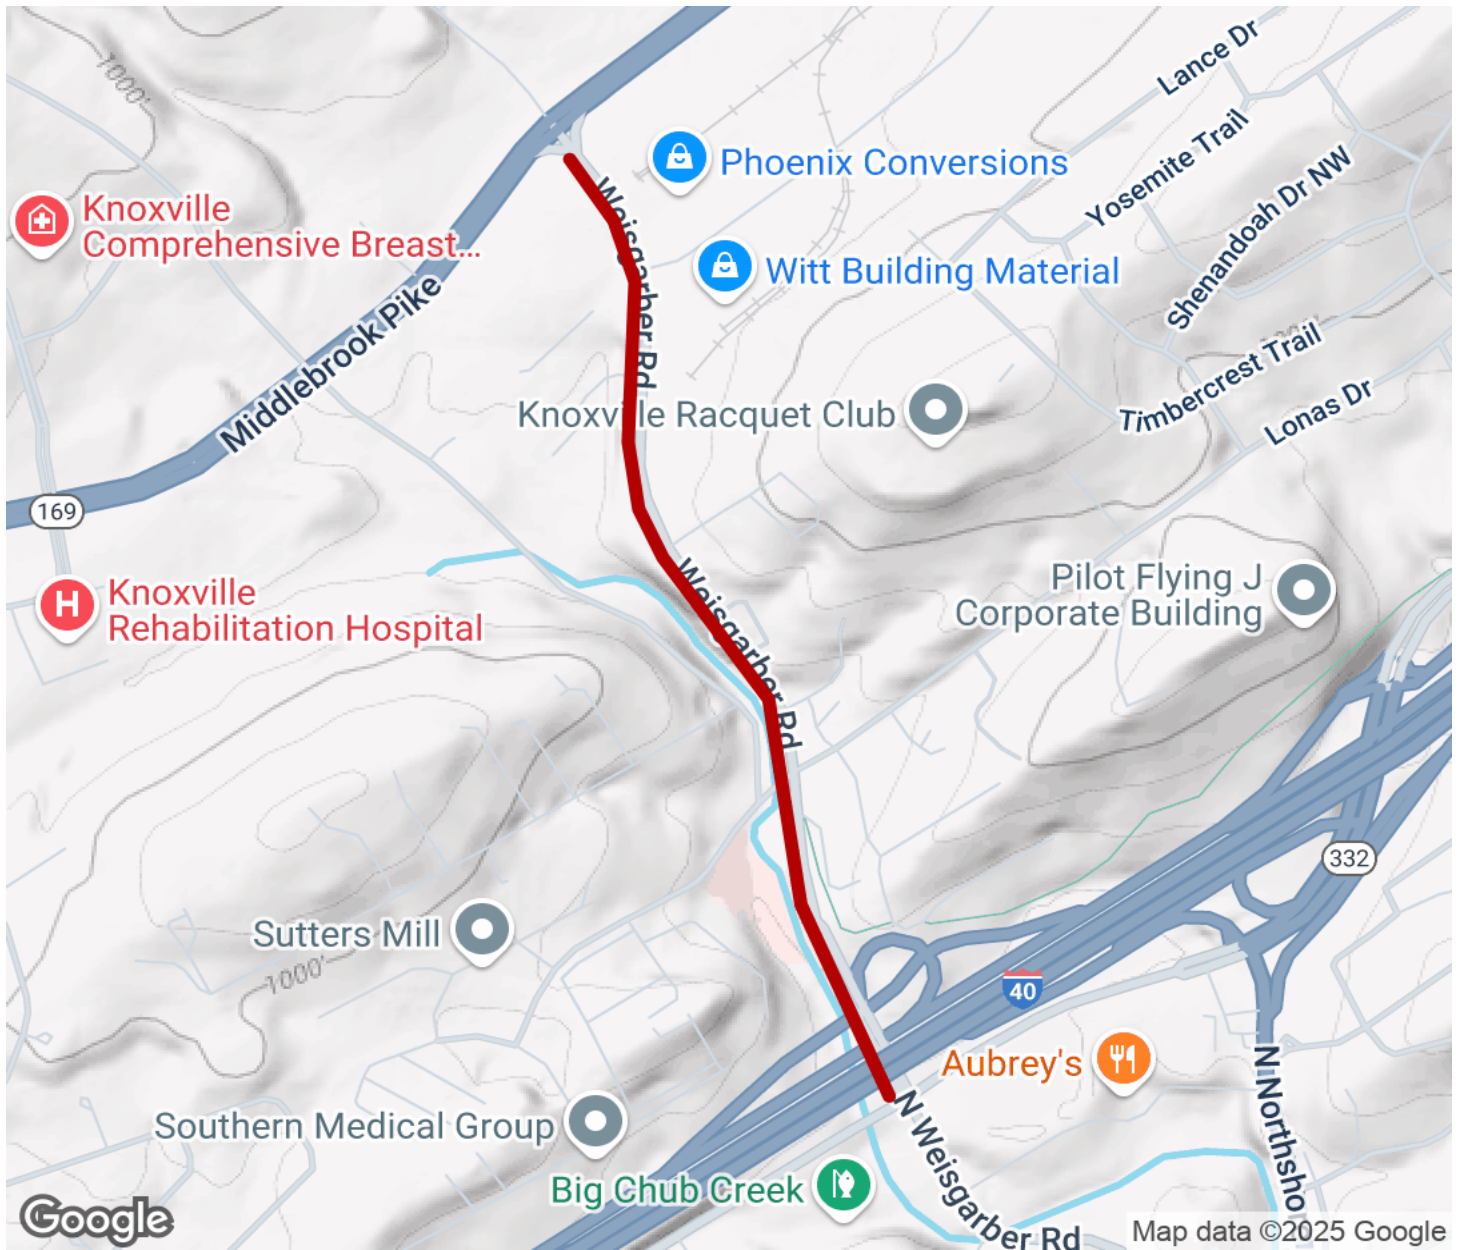 1000'
Lance Dr
Phoenix Conversions
Yosemite Trail
Knoxville
Comprehensive Breast...
Weisgarber Rd
Shenandoah Dr NW
Witt Building Material
Middlebrook Pike
Timbercrest Trail
Knoxville Racquet Club
Lonas Dr
169
Weisgarber Rd
Pilot Flying J
Corporate Building
Knoxville
Rehabilitation Hospital
332
Sutters Mill
1000'
40
Aubrey's
N Weisgarber Rd
N Northsho
Southern Medical Group
Big Chub Creek
Google
Map data ©2025 Google